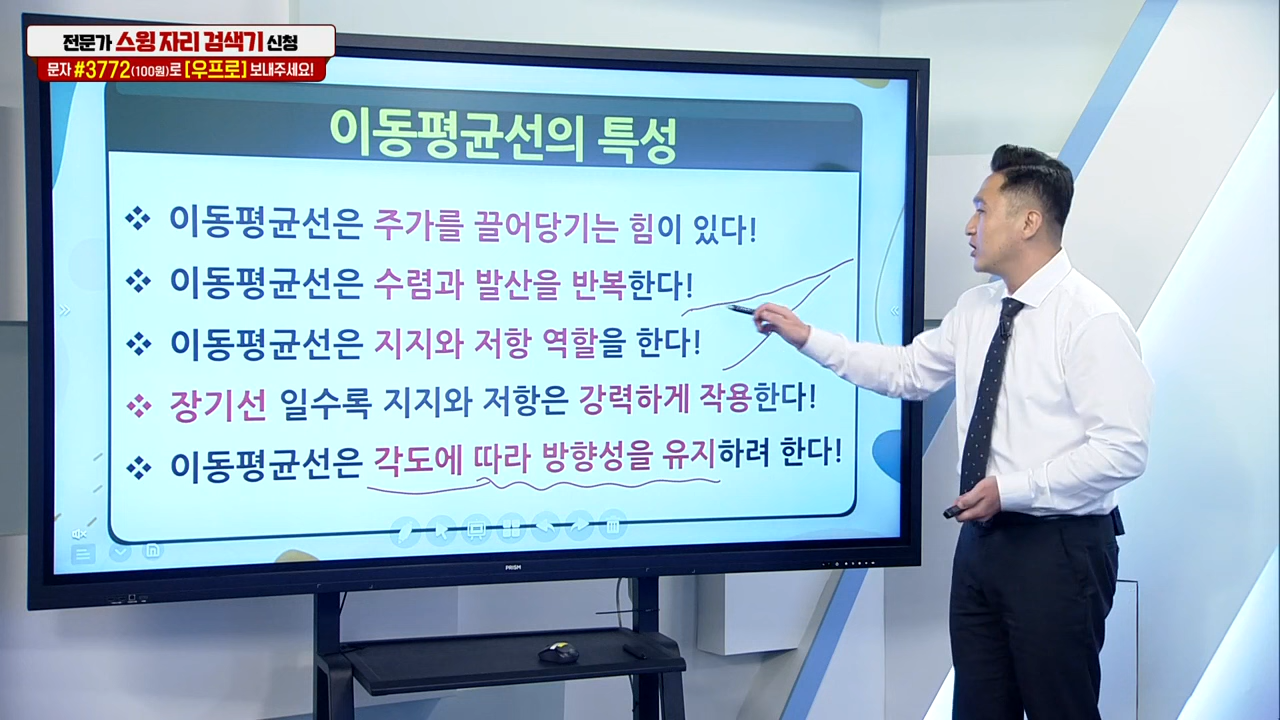 전문가 스윙 자리 검색기 신청
문자 #3772(100원)로 [우프로] 보내주세요!
이동평균선의 특성
❖ 이동평균선은 주가를 끌어당기는 힘이 있다!
❖ 이동평균선은 수렴과 발산을 반복한다!
❖ 이동평균선은 지지와 저항 역할을 한다!
❖ 장기선 일수록 지지와 저항은 강력하게 작용한다!
❖ 이동평균선은 각도에 따라 방향성을 유지하려 한다!
PRISM